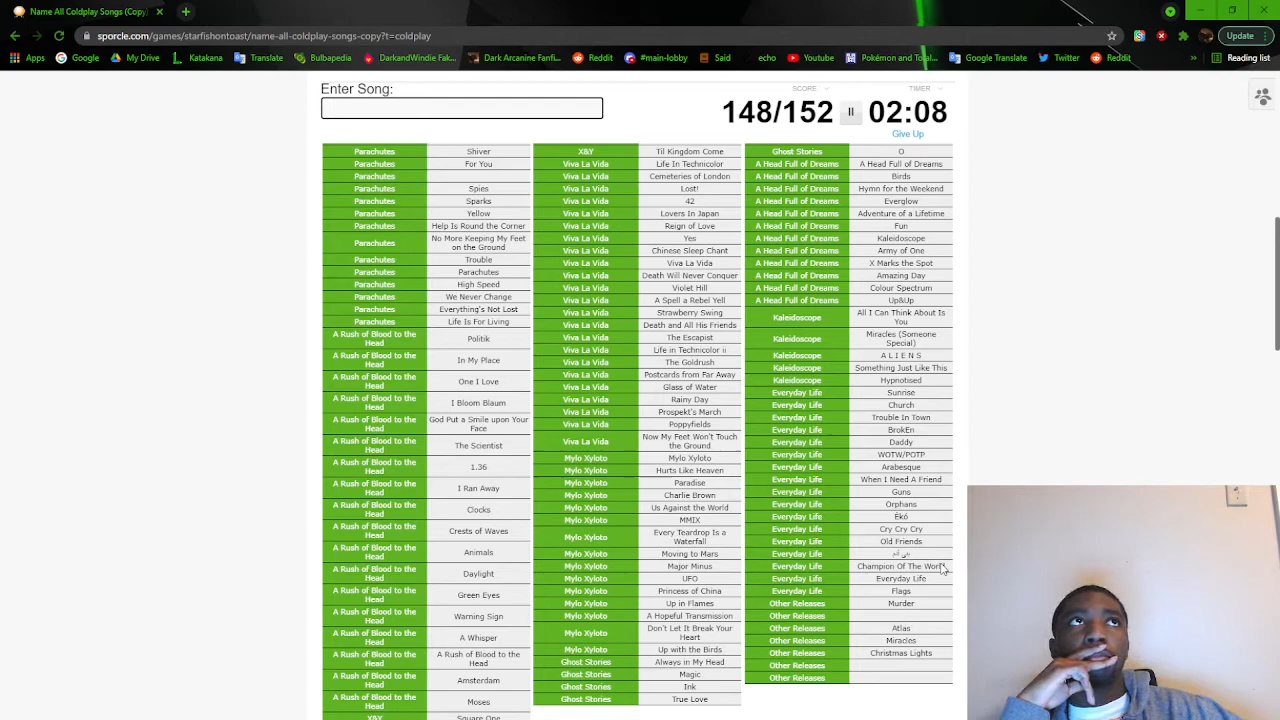 Name All Coldplay Songs (Copy)
sporcle.com/games/starfishontoast/name-all-coldplay-songs-copy?t=coldplay
Update
Apps
Google
My Drive
Katakana
Translate
Bulbapedia
DarkandWindie Fak...
Dark Arcanine Fanfi...
Reddit
#main-lobby
Said
echo
Youtube
Pokémon and Total...
Google Translate
Twitter
Reddit
Reading list
Enter Song:
SCORE
TIMER
148/152
02:08
Give Up
Parachutes Shiver
Parachutes For You
Parachutes Spies
Parachutes Sparks
Parachutes Yellow
Parachutes Help Is Round the Corner
Parachutes No More Keeping My Feet
on the Ground
Parachutes Trouble
Parachutes Parachutes
Parachutes High Speed
Parachutes We Never Change
Parachutes Everything's Not Lost
Parachutes Life Is For Living
A Rush of Blood to the
Head Politik
A Rush of Blood to the
Head In My Place
A Rush of Blood to the
Head One I Love
A Rush of Blood to the
Head I Bloom Blaum
A Rush of Blood to the
Head God Put a Smile upon Your
Face
A Rush of Blood to the
Head The Scientist
A Rush of Blood to the
Head 1.36
A Rush of Blood to the
Head I Ran Away
A Rush of Blood to the
Head Clocks
A Rush of Blood to the
Head Crests of Waves
A Rush of Blood to the
Head Animals
A Rush of Blood to the
Head Daylight
A Rush of Blood to the
Head Green Eyes
A Rush of Blood to the
Head Warning Sign
A Rush of Blood to the
Head A Whisper
A Rush of Blood to the
Head A Rush of Blood to the
Head
A Rush of Blood to the
Head Amsterdam
A Rush of Blood to the
Head Moses
X&Y Square One
X&Y Til Kingdom Come
Viva La Vida Life In Technicolor
Viva La Vida Cemeteries of London
Viva La Vida Lost!
Viva La Vida 42
Viva La Vida Lovers In Japan
Viva La Vida Reign of Love
Viva La Vida Yes
Viva La Vida Chinese Sleep Chant
Viva La Vida Viva La Vida
Viva La Vida Death Will Never Conquer
Viva La Vida Violet Hill
Viva La Vida A Spell a Rebel Yell
Viva La Vida Strawberry Swing
Viva La Vida Death and All His Friends
Viva La Vida The Escapist
Viva La Vida Life in Technicolor ii
Viva La Vida The Goldrush
Viva La Vida Postcards from Far Away
Viva La Vida Glass of Water
Viva La Vida Rainy Day
Viva La Vida Prospekt's March
Viva La Vida Poppyfields
Viva La Vida Now My Feet Won't Touch
the Ground
Mylo Xyloto Mylo Xyloto
Mylo Xyloto Hurts Like Heaven
Mylo Xyloto Paradise
Mylo Xyloto Charlie Brown
Mylo Xyloto Us Against the World
Mylo Xyloto MMIX
Mylo Xyloto Every Teardrop Is a
Waterfall
Mylo Xyloto Moving to Mars
Mylo Xyloto Major Minus
Mylo Xyloto UFO
Mylo Xyloto Princess of China
Mylo Xyloto Up in Flames
Mylo Xyloto A Hopeful Transmission
Mylo Xyloto Don't Let It Break Your
Heart
Mylo Xyloto Up with the Birds
Ghost Stories Always in My Head
Ghost Stories Magic
Ghost Stories Ink
Ghost Stories True Love
Ghost Stories O
A Head Full of Dreams A Head Full of Dreams
A Head Full of Dreams Birds
A Head Full of Dreams Hymn for the Weekend
A Head Full of Dreams Everglow
A Head Full of Dreams Adventure of a Lifetime
A Head Full of Dreams Fun
A Head Full of Dreams Kaleidoscope
A Head Full of Dreams Army of One
A Head Full of Dreams X Marks the Spot
A Head Full of Dreams Amazing Day
A Head Full of Dreams Colour Spectrum
A Head Full of Dreams Up&Up
Kaleidoscope All I Can Think About Is
You
Kaleidoscope Miracles (Someone
Special)
Kaleidoscope A L I E N S
Kaleidoscope Something Just Like This
Kaleidoscope Hypnotised
Everyday Life Sunrise
Everyday Life Church
Everyday Life Trouble In Town
Everyday Life BrokEn
Everyday Life Daddy
Everyday Life WOTW/POTP
Everyday Life Arabesque
Everyday Life When I Need A Friend
Everyday Life Guns
Everyday Life Orphans
Everyday Life Èkó
Everyday Life Cry Cry Cry
Everyday Life Old Friends
Everyday Life بنی آدم
Everyday Life Champion Of The World
Everyday Life Everyday Life
Everyday Life Flags
Other Releases Murder
Other Releases
Other Releases Atlas
Other Releases Miracles
Other Releases Christmas Lights
Other Releases
Other Releases